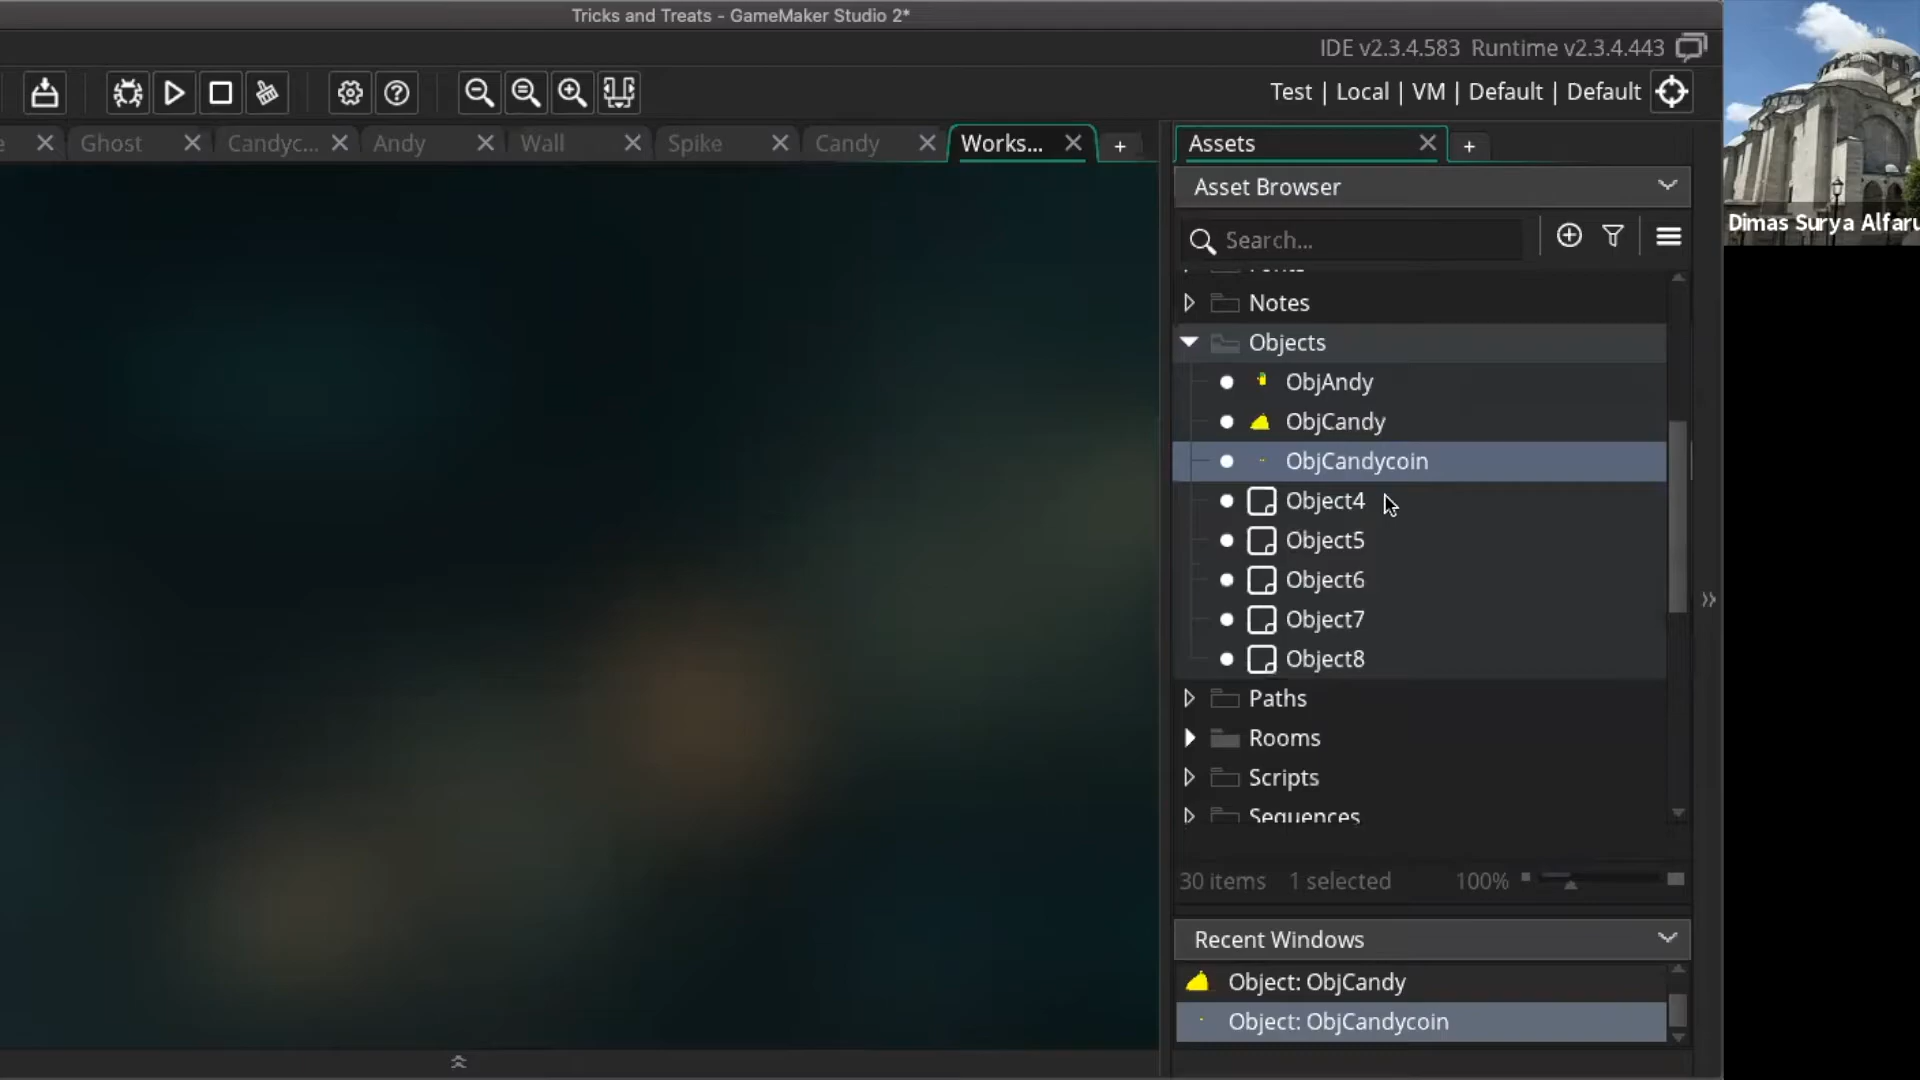 Tricks and Treats - GameMaker Studio 2*
IDE v2.3.4.583 Runtime v2.3.4.443
Test | Local | VM | Default | Default
Ghost
Candyc...
Andy
Wall
Spike
Candy
Works...
+
Assets
+
Asset Browser
Search...
Notes
Objects
ObjAndy
ObjCandy
ObjCandycoin
Object4
Object5
Object6
Object7
Object8
Paths
Rooms
Scripts
Sequences
30 items 1 selected 100%
Recent Windows
Object: ObjCandy
Object: ObjCandycoin
Dimas Surya Alfaru